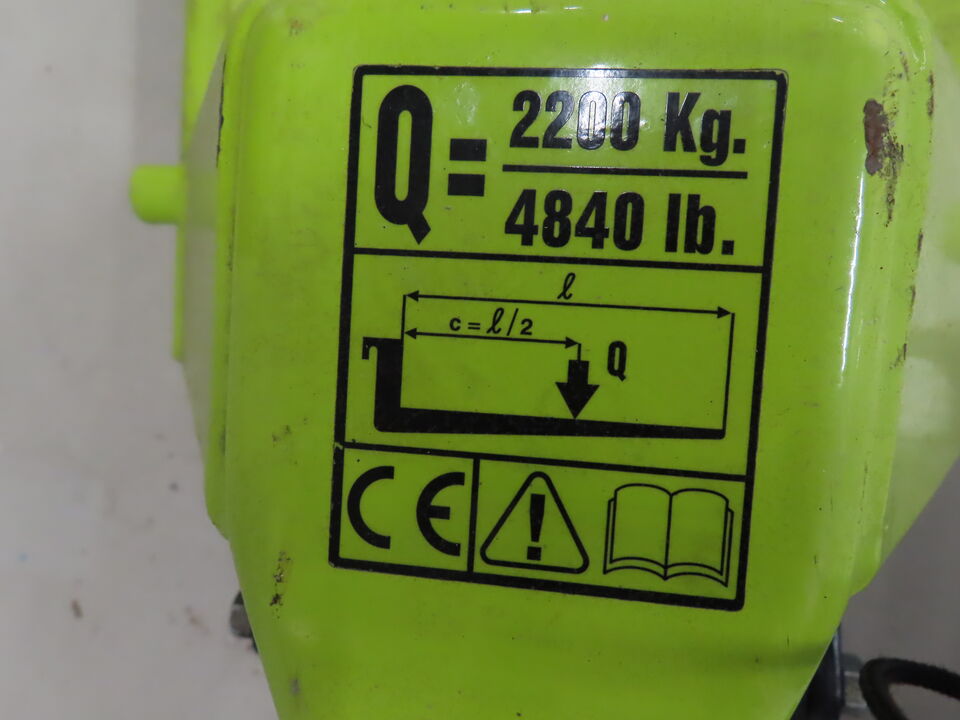 Q = 2200 Kg.
4840 lb.
ℓ
c = ℓ/2
Q
CE